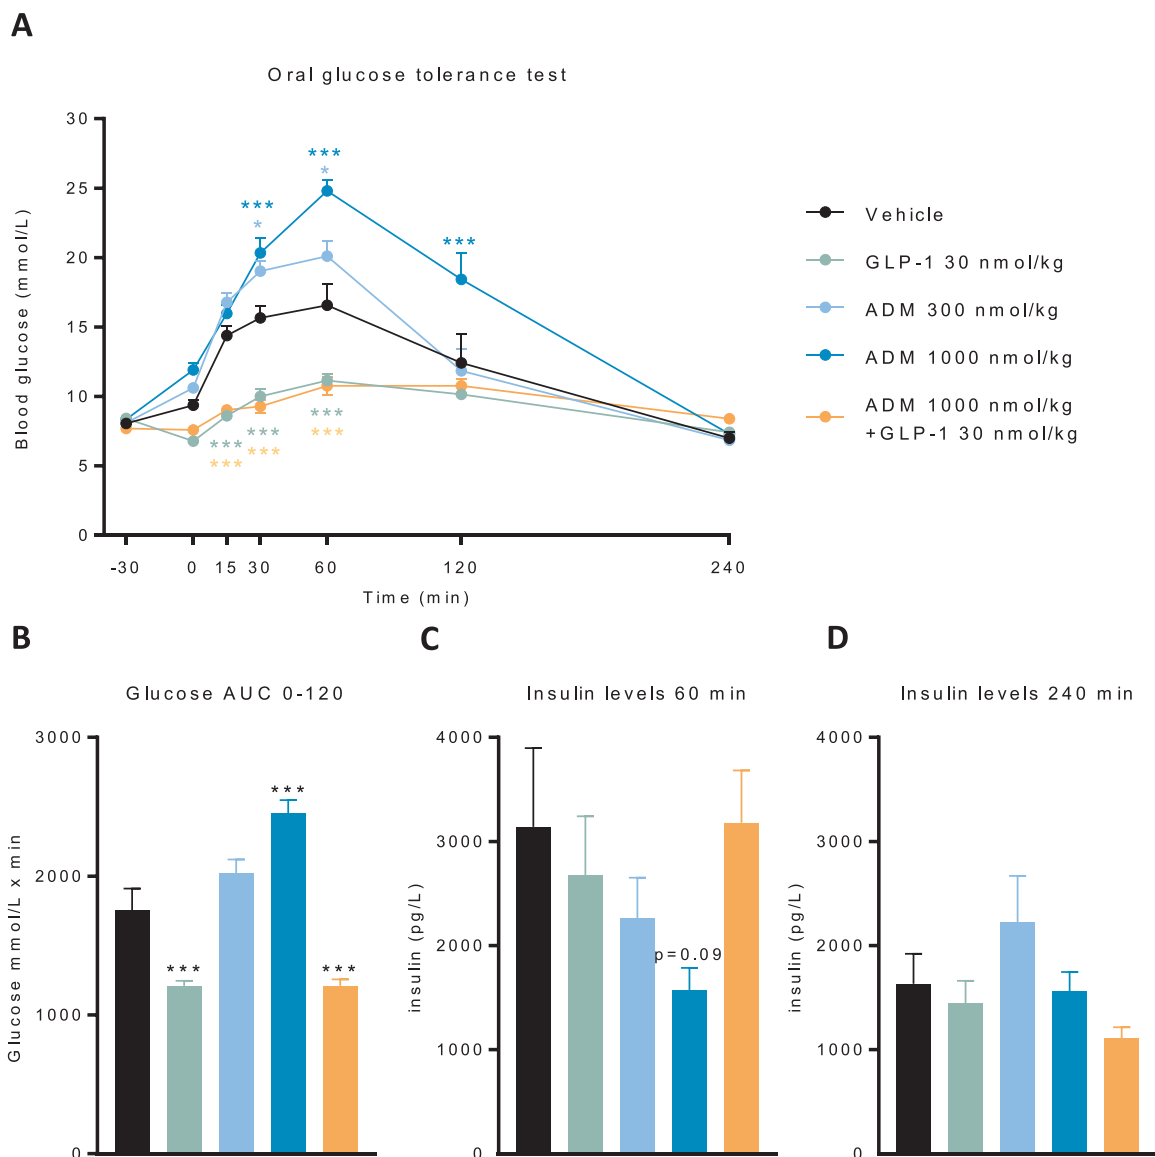 A
Oral glucose tolerance test
Blood glucose (mmol/L)
30
25
20
15
10
5
0
***
*
***
*
***
***
***
***
***
***
***
-30 0 15 30 60 120 240
Time (min)
Vehicle
GLP-1 30 nmol/kg
ADM 300 nmol/kg
ADM 1000 nmol/kg
ADM 1000 nmol/kg
+GLP-1 30 nmol/kg
B
Glucose AUC 0-120
Glucose mmol/L x min
3000
2000
1000
0
***
***
***
C
Insulin levels 60 min
insulin (pg/L)
4000
3000
2000
1000
0
p=0.09
D
Insulin levels 240 min
insulin (pg/L)
4000
3000
2000
1000
0